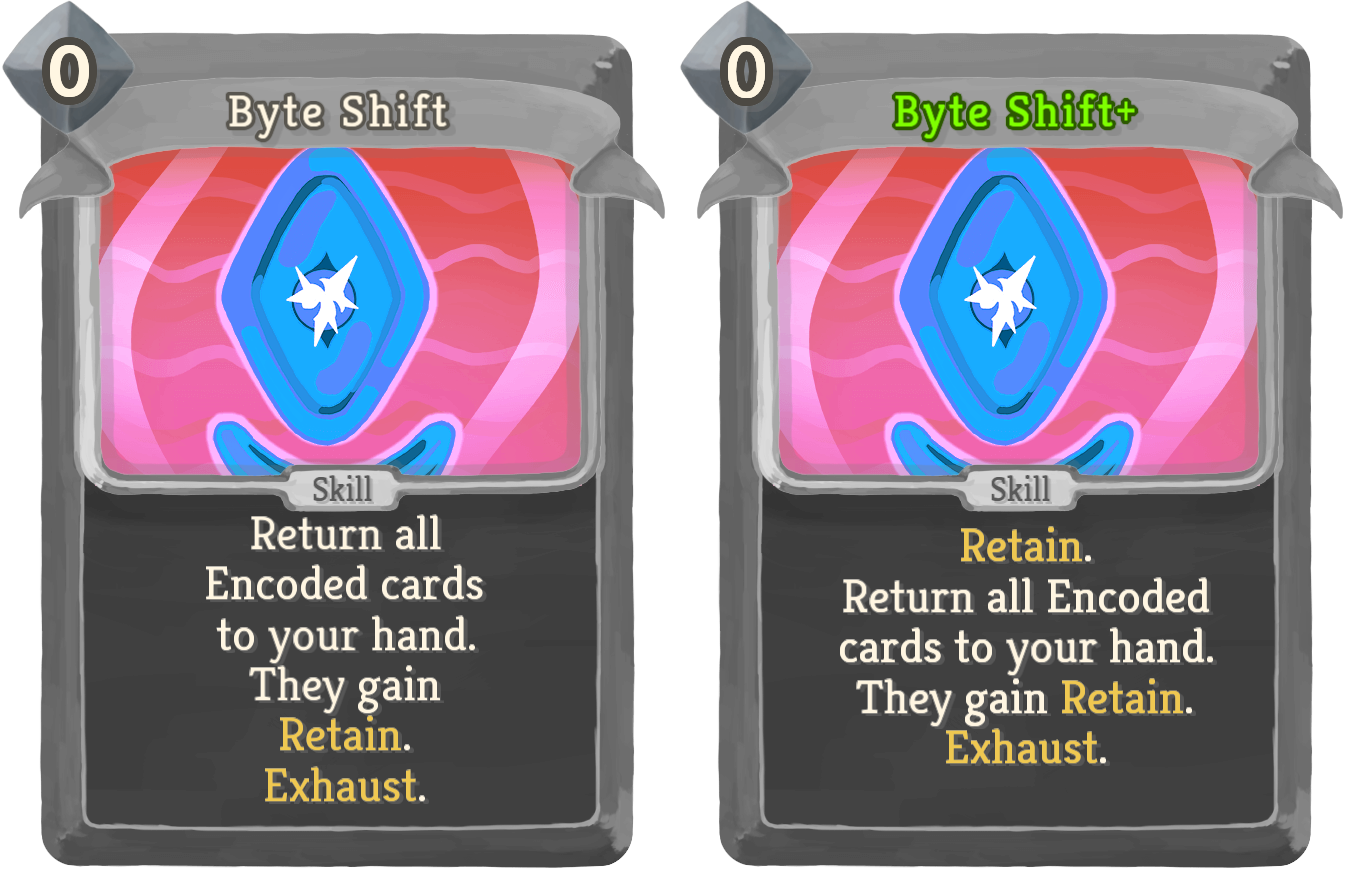 0
Byte Shift
Skill
Return all
Encoded cards
to your hand.
They gain
Retain.
Exhaust.
0
Byte Shift+
Skill
Retain.
Return all Encoded
cards to your hand.
They gain Retain.
Exhaust.